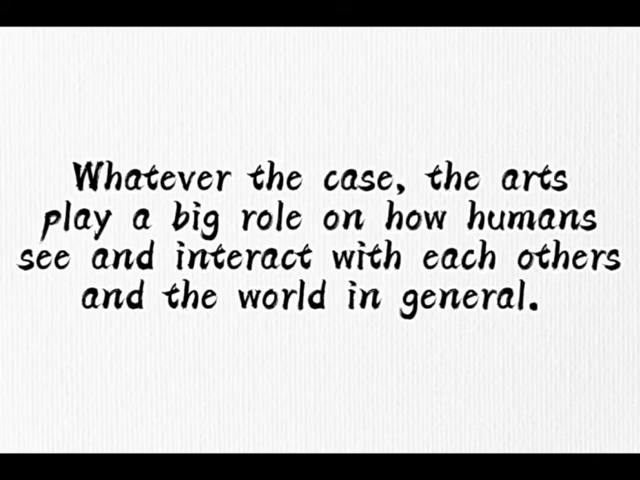 Whatever the case, the arts
play a big role on how humans
see and interact with each others
and the world in general.